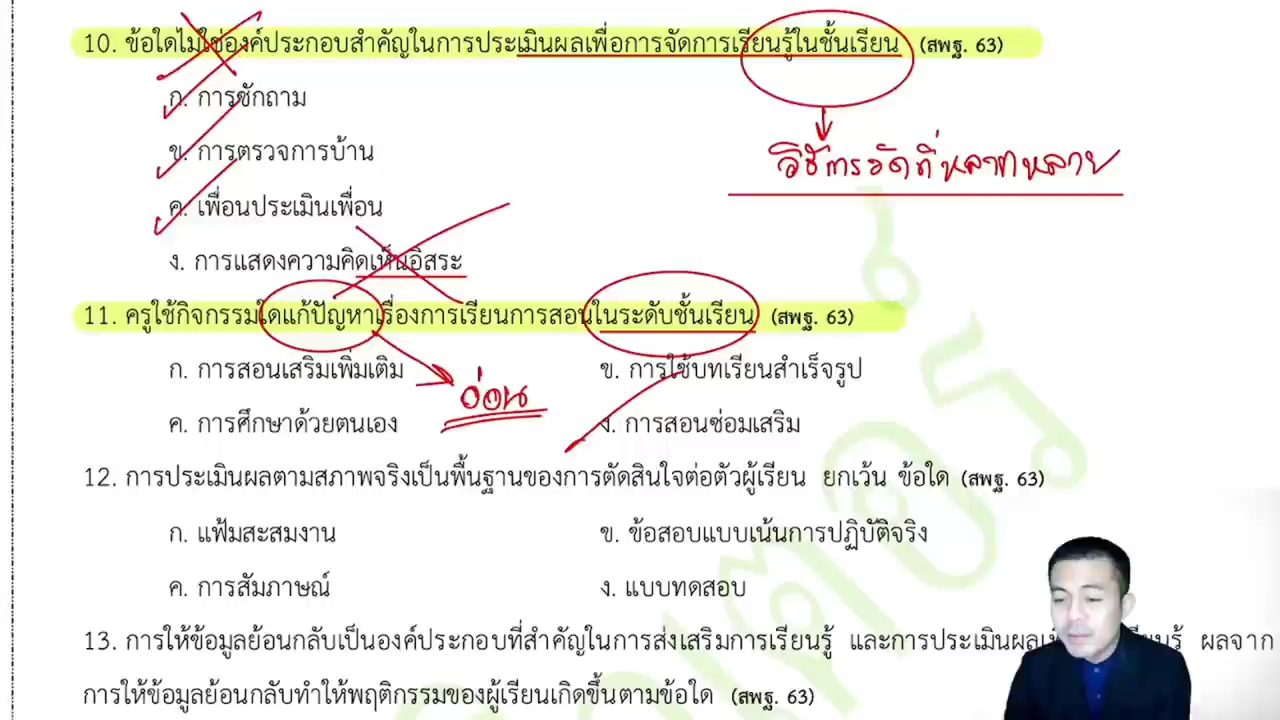 10. ข้อใดไม่ใช่องค์ประกอบสำคัญในการประเมินผลเพื่อการจัดการเรียนรู้ในชั้นเรียน (สพฐ. 63)
ก. การซักถาม
ข. การตรวจการบ้าน
วิธีการวัดที่หลากหลาย
ค. เพื่อนประเมินเพื่อน
ง. การแสดงความคิดเห็นอิสระ
11. ครูใช้กิจกรรมใดแก้ปัญหาเรื่องการเรียนการสอนในระดับชั้นเรียน (สพฐ. 63)
ก. การสอนเสริมเพิ่มเติม ข. การใช้บทเรียนสำเร็จรูป
อ่อน
ค. การศึกษาด้วยตนเอง ง. การสอนซ่อมเสริม
12. การประเมินผลตามสภาพจริงเป็นพื้นฐานของการตัดสินใจต่อตัวผู้เรียน ยกเว้น ข้อใด (สพฐ. 63)
ก. แฟ้มสะสมงาน ข. ข้อสอบแบบเน้นการปฏิบัติจริง
ค. การสัมภาษณ์ ง. แบบทดสอบ
13. การให้ข้อมูลย้อนกลับเป็นองค์ประกอบที่สำคัญในการส่งเสริมการเรียนรู้ และการประเมินผล ผลจาก
การให้ข้อมูลย้อนกลับทำให้พฤติกรรมของผู้เรียนเกิดขึ้นตามข้อใด (สพฐ. 63)